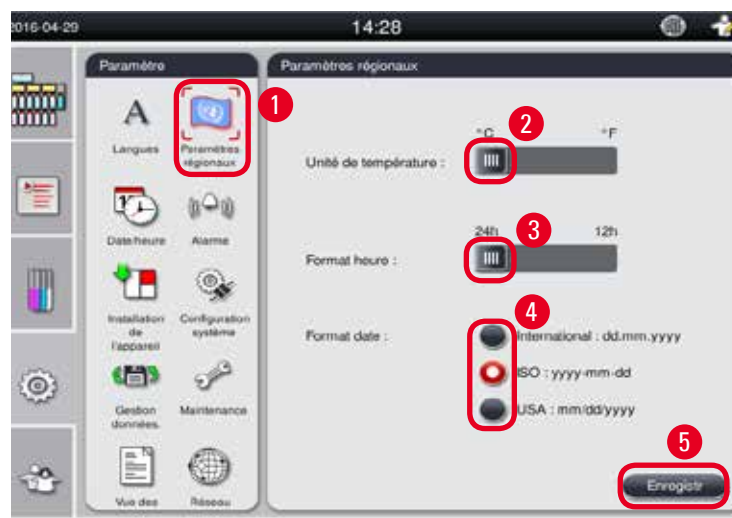 2016-04-29
14:28
Paramètre
Paramètres régionaux
1
A
Langues
Paramètres
régionaux
Date/heure
Alarme
Installation
de
l'appareil
Configuration
système
Gestion
données.
Maintenance
Vue des
Réseau
°C
2
°F
Unité de température :
24h
3
12h
Format heure :
4
Format date :
International : dd.mm.yyyy
ISO : yyyy-mm-dd
USA : mm/dd/yyyy
5
Enregistr